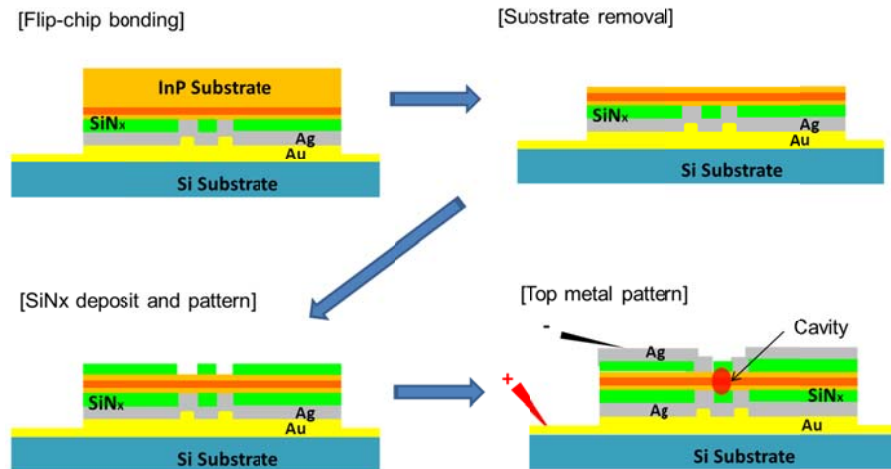 [Flip-chip bonding]
[Substrate removal]
InP Substrate
SiNx
Ag
Au
Si Substrate
SiNx
Ag
Au
Si Substrate
[SiNx deposit and pattern]
[Top metal pattern]
-
Cavity
Ag
+
SiNx
Ag
Au
Si Substrate
SiNx
Ag
Au
Si Substrate